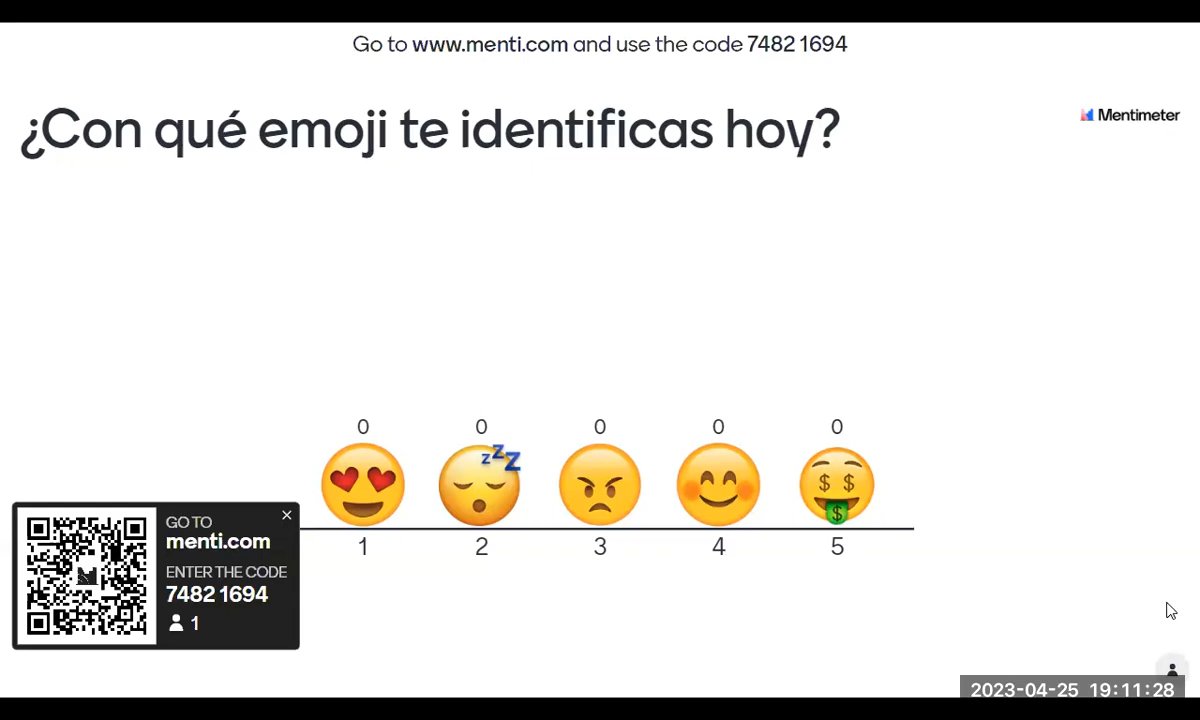 Go to www.menti.com and use the code 7482 1694
¿Con qué emoji te identificas hoy?
Mentimeter
0 0 0 0 0
1 2 3 4 5
GO TO
menti.com
ENTER THE CODE
7482 1694
1
2023-04-25 19:11:28